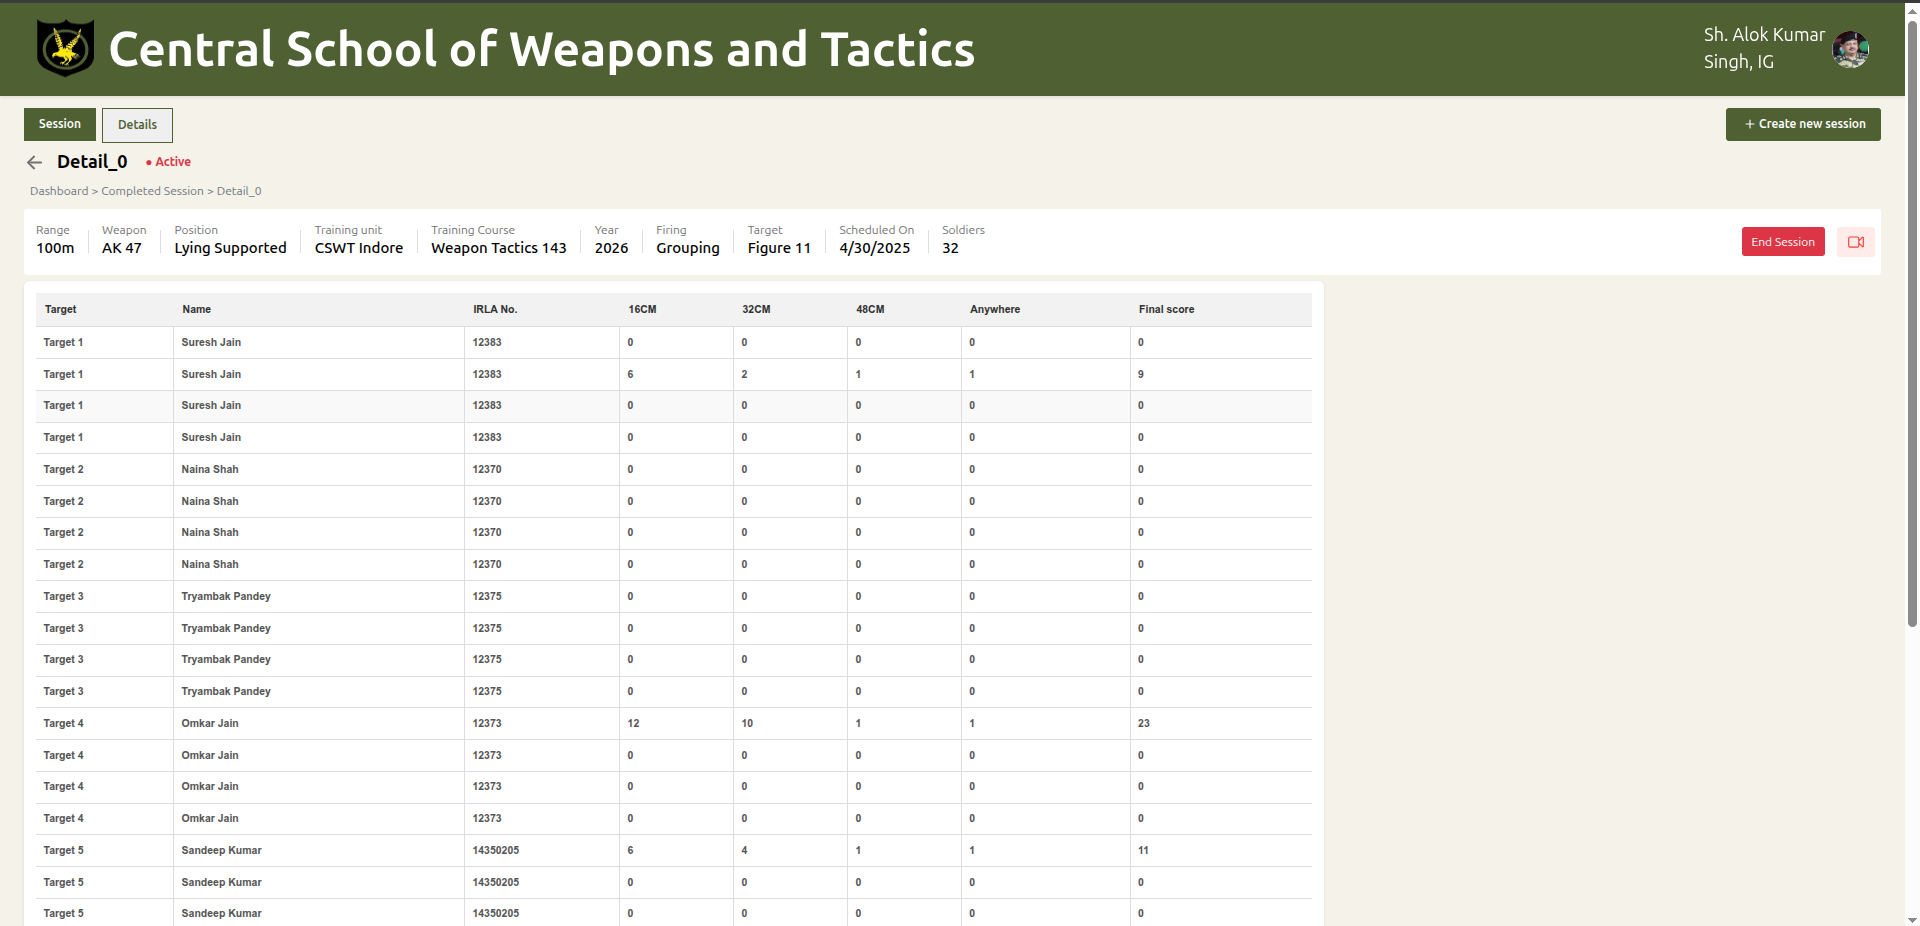 Central School of Weapons and Tactics
Sh. Alok Kumar
Singh, IG
Session Details + Create new session
Detail_0 • Active
Dashboard > Completed Session > Detail_0
Range Weapon Position Training unit Training Course Year Firing Target Scheduled On Soldiers
100m AK 47 Lying Supported CSWT Indore Weapon Tactics 143 2026 Grouping Figure 11 4/30/2025 32
End Session
Target Name IRLA No. 16CM 32CM 48CM Anywhere Final score
Target 1 Suresh Jain 12383 0 0 0 0 0
Target 1 Suresh Jain 12383 6 2 1 1 9
Target 1 Suresh Jain 12383 0 0 0 0 0
Target 1 Suresh Jain 12383 0 0 0 0 0
Target 2 Naina Shah 12370 0 0 0 0 0
Target 2 Naina Shah 12370 0 0 0 0 0
Target 2 Naina Shah 12370 0 0 0 0 0
Target 2 Naina Shah 12370 0 0 0 0 0
Target 3 Tryambak Pandey 12375 0 0 0 0 0
Target 3 Tryambak Pandey 12375 0 0 0 0 0
Target 3 Tryambak Pandey 12375 0 0 0 0 0
Target 3 Tryambak Pandey 12375 0 0 0 0 0
Target 4 Omkar Jain 12373 12 10 1 1 23
Target 4 Omkar Jain 12373 0 0 0 0 0
Target 4 Omkar Jain 12373 0 0 0 0 0
Target 4 Omkar Jain 12373 0 0 0 0 0
Target 5 Sandeep Kumar 14350205 6 4 1 1 11
Target 5 Sandeep Kumar 14350205 0 0 0 0 0
Target 5 Sandeep Kumar 14350205 0 0 0 0 0